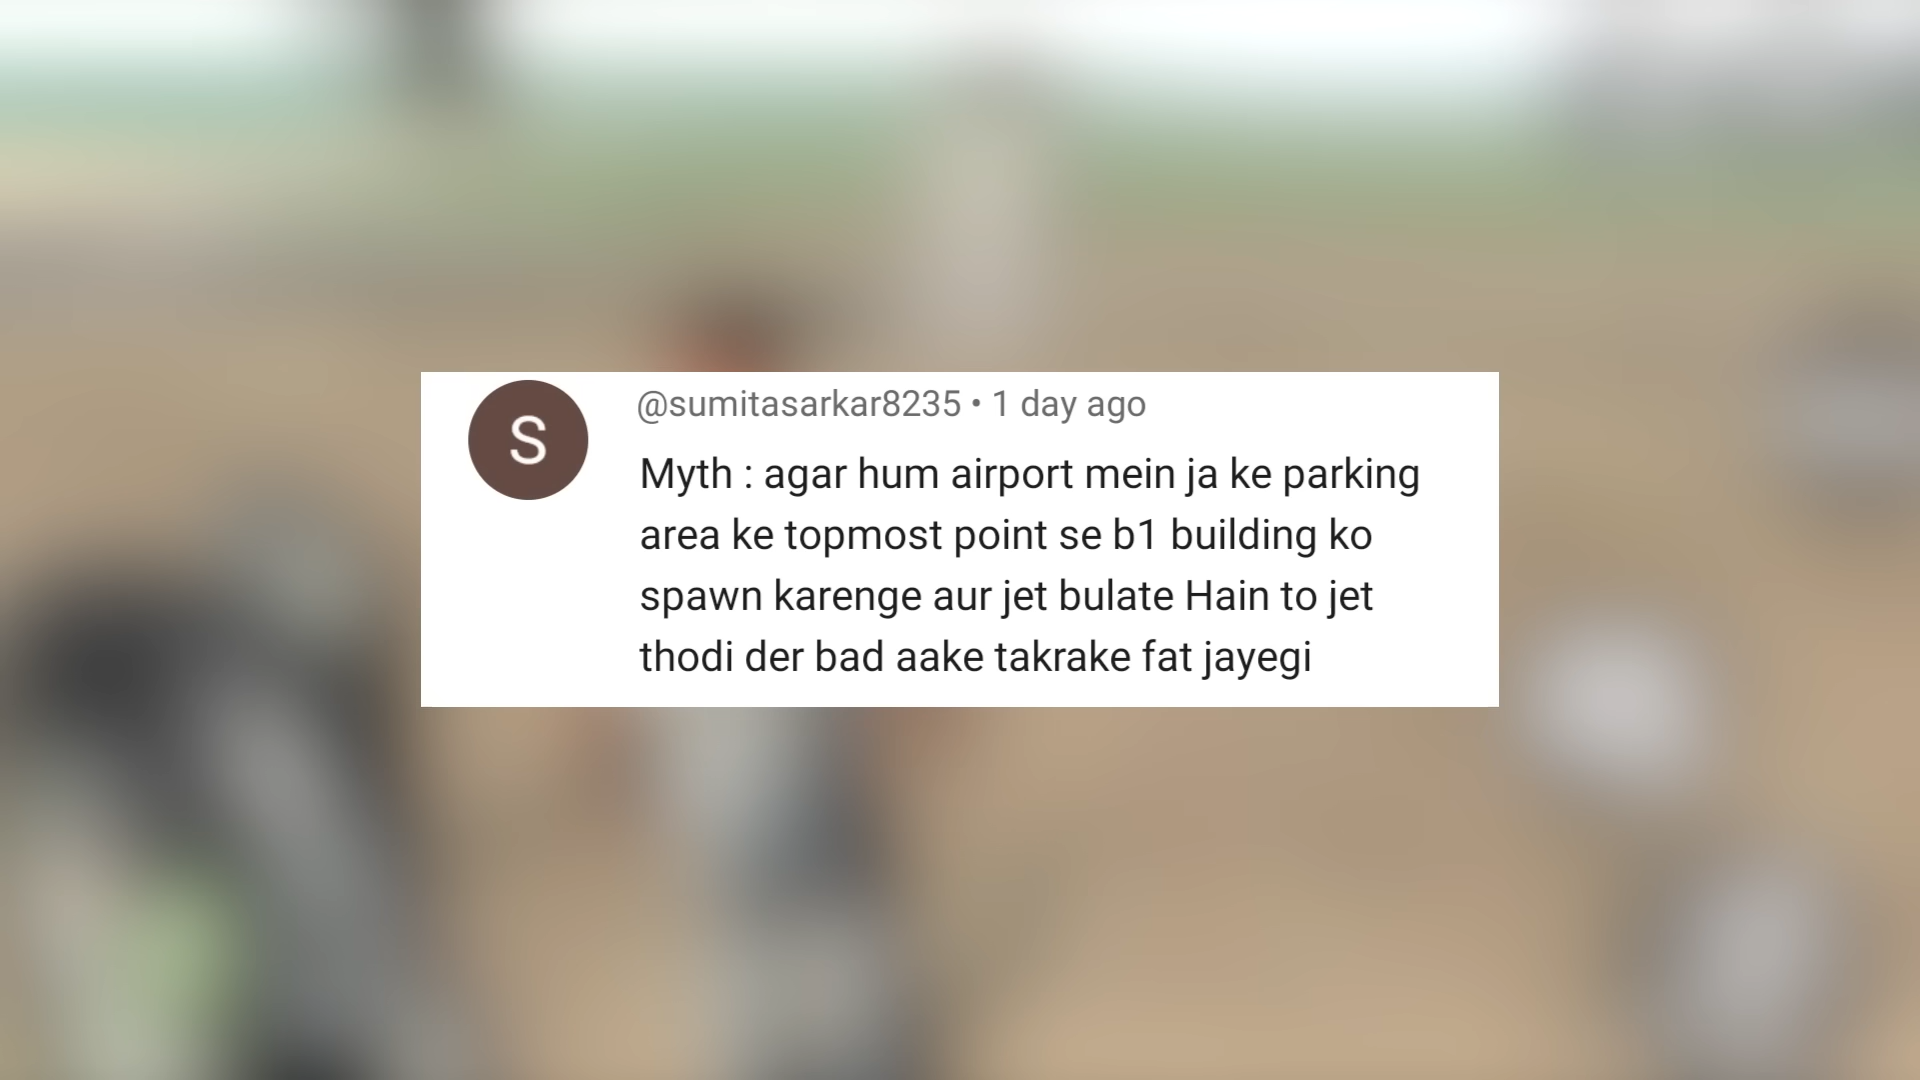 S
@sumitasarkar8235 • 1 day ago
Myth : agar hum airport mein ja ke parking
area ke topmost point se b1 building ko
spawn karenge aur jet bulate Hain to jet
thodi der bad aake takrake fat jayegi